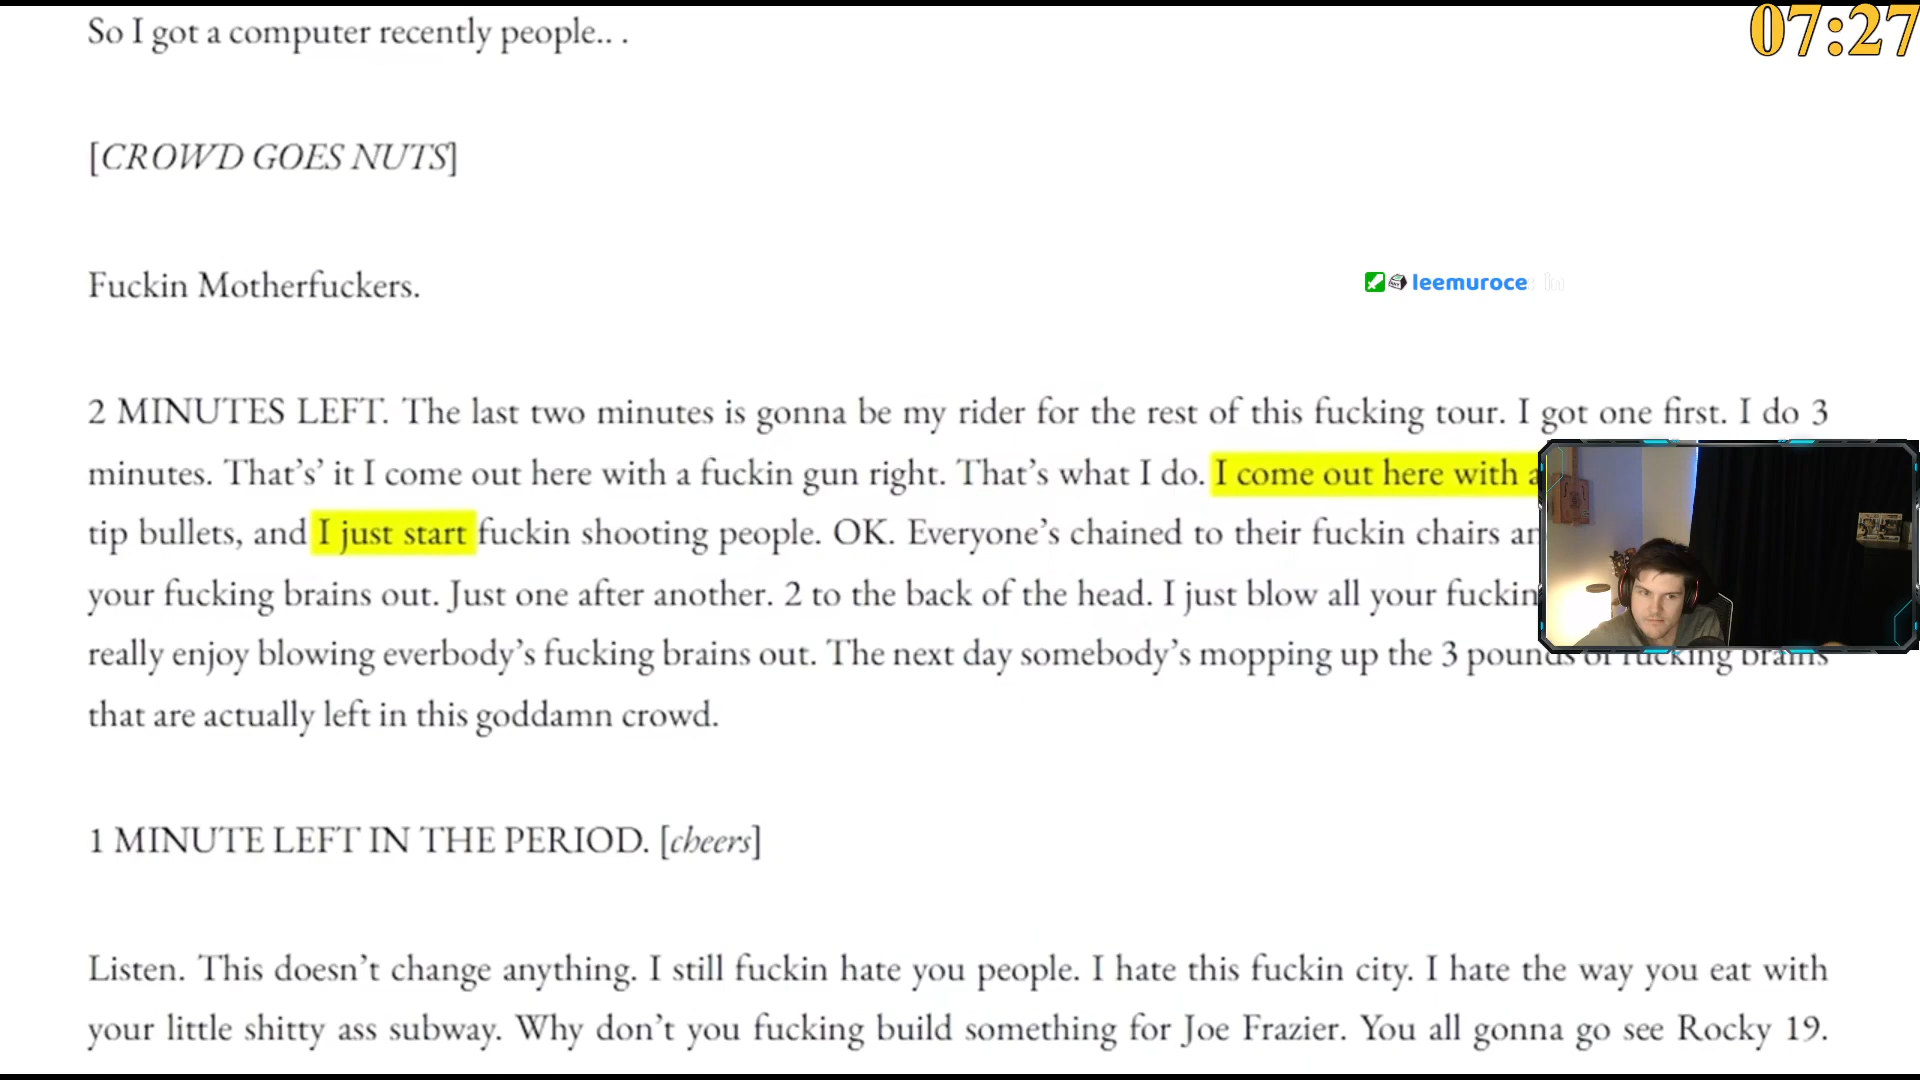 07:27
So I got a computer recently people.. .
[CROWD GOES NUTS]
Fuckin Motherfuckers.
leemuroce: In
2 MINUTES LEFT. The last two minutes is gonna be my rider for the rest of this fucking tour. I got one first. I do 3
minutes. That's' it I come out here with a fuckin gun right. That's what I do. I come out here with a
tip bullets, and I just start fuckin shooting people. OK. Everyone's chained to their fuckin chairs
your fucking brains out. Just one after another. 2 to the back of the head. I just blow all your fuckin
really enjoy blowing everbody's fucking brains out. The next day somebody's mopping up the 3 pounds of fucking brains
that are actually left in this goddamn crowd.
1 MINUTE LEFT IN THE PERIOD. [cheers]
Listen. This doesn't change anything. I still fuckin hate you people. I hate this fuckin city. I hate the way you eat with
your little shitty ass subway. Why don't you fucking build something for Joe Frazier. You all gonna go see Rocky 19.